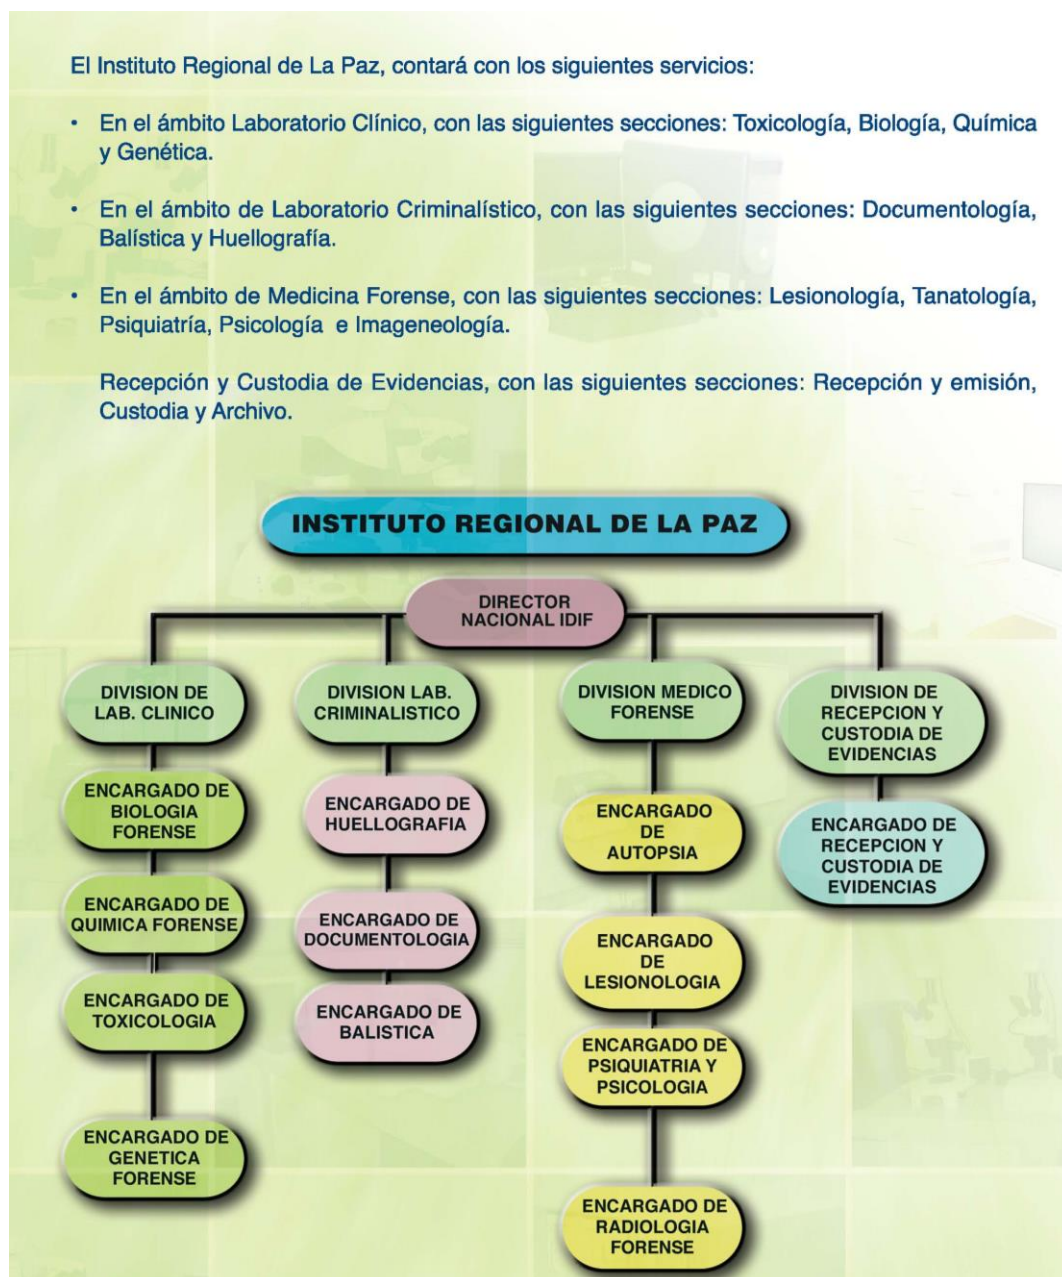 El Instituto Regional de La Paz, contará con los siguientes servicios:
• En el ámbito Laboratorio Clínico, con las siguientes secciones: Toxicología, Biología, Química
y Genética.
• En el ámbito de Laboratorio Criminalístico, con las siguientes secciones: Documentología,
Balística y Huellografía.
• En el ámbito de Medicina Forense, con las siguientes secciones: Lesionología, Tanatología,
Psiquiatría, Psicología e Imageneología.
Recepción y Custodia de Evidencias, con las siguientes secciones: Recepción y emisión,
Custodia y Archivo.
INSTITUTO REGIONAL DE LA PAZ
DIRECTOR
NACIONAL IDIF
DIVISION DE
LAB. CLINICO
ENCARGADO DE
BIOLOGIA
FORENSE
ENCARGADO DE
QUIMICA FORENSE
ENCARGADO DE
TOXICOLOGIA
ENCARGADO DE
GENETICA
FORENSE
DIVISION LAB.
CRIMINALISTICO
ENCARGADO DE
HUELLOGRAFIA
ENCARGADO DE
DOCUMENTOLOGIA
ENCARGADO DE
BALISTICA
DIVISION MEDICO
FORENSE
ENCARGADO
DE
AUTOPSIA
ENCARGADO
DE
LESIONOLOGIA
ENCARGADO DE
PSIQUIATRIA Y
PSICOLOGIA
ENCARGADO DE
RADIOLOGIA
FORENSE
DIVISION DE
RECEPCION Y
CUSTODIA DE
EVIDENCIAS
ENCARGADO DE
RECEPCION Y
CUSTODIA DE
EVIDENCIAS